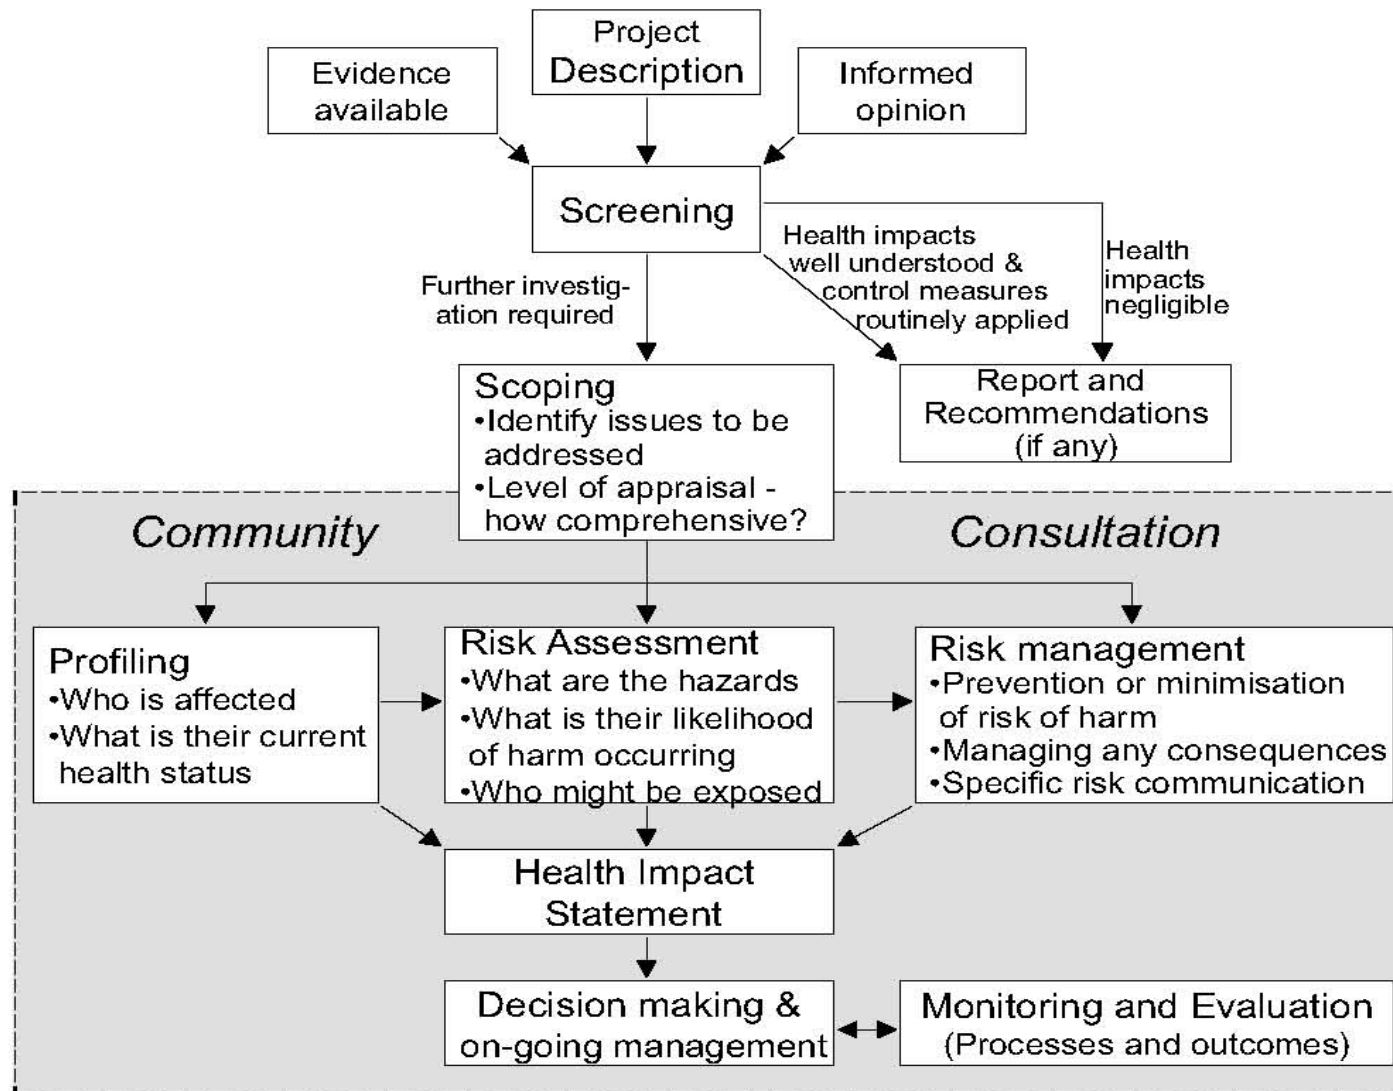 Project
Description
Evidence
available
Informed
opinion
Screening
Further investig-
ation required
Health impacts
well understood &
control measures
routinely applied
Health
impacts
negligible
Scoping
•Identify issues to be
addressed
•Level of appraisal -
how comprehensive?
Report and
Recommendations
(if any)
Community
Consultation
Profiling
•Who is affected
•What is their current
health status
Risk Assessment
•What are the hazards
•What is their likelihood
of harm occurring
•Who might be exposed
Risk management
•Prevention or minimisation
of risk of harm
•Managing any consequences
•Specific risk communication
Health Impact
Statement
Decision making &
on-going management
Monitoring and Evaluation
(Processes and outcomes)